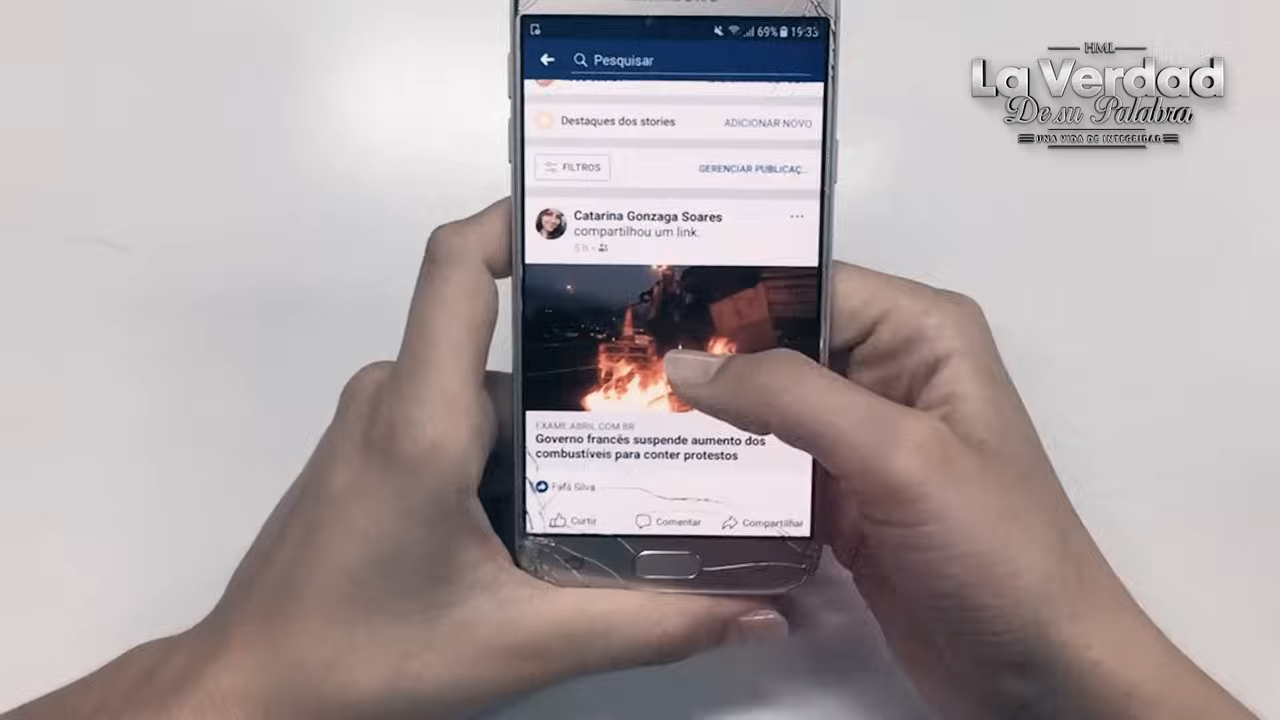 69% 19:33
Pesquisar
HML
La Verdad
De su Palabra
UNA VIDA DE INTEGRIDAD
Destaques dos stories
ADICIONAR NOVO
FILTROS
GERENCIAR PUBLICAÇ...
Catarina Gonzaga Soares
compartilhou um link.
5 h
EXAME.ABRIL.COM.BR
Governo francês suspende aumento dos
combustíveis para conter protestos
Fafá Silva
Curtir
Comentar
Compartilhar